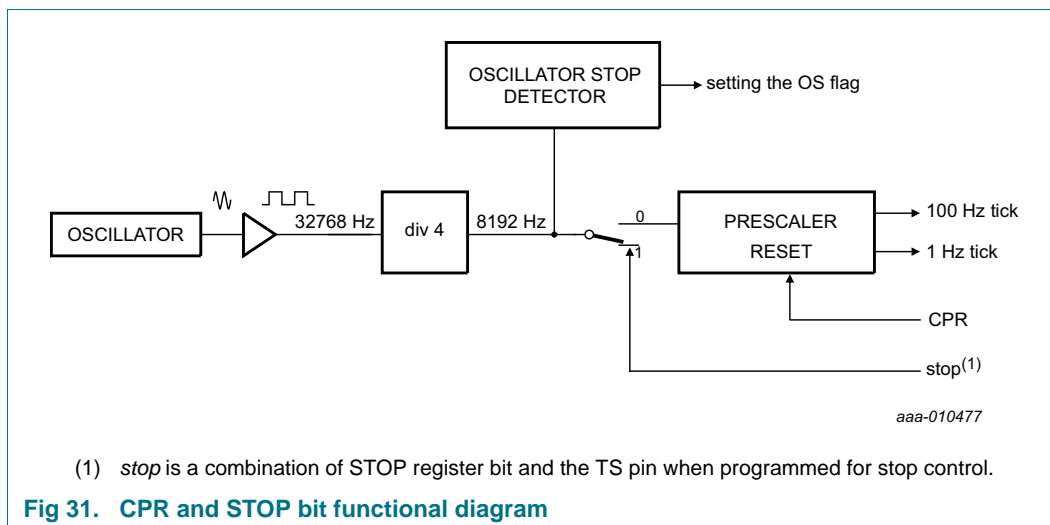 OSCILLATOR STOP
DETECTOR
setting the OS flag
OSCILLATOR
32768 Hz
div 4
8192 Hz
0
1
PRESCALER
RESET
100 Hz tick
1 Hz tick
CPR
stop(1)
aaa-010477
(1) stop is a combination of STOP register bit and the TS pin when programmed for stop control.
Fig 31. CPR and STOP bit functional diagram